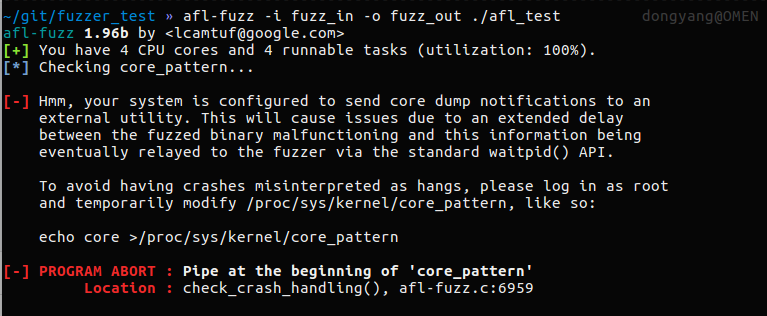 ~/git/fuzzer_test » afl-fuzz -i fuzz_in -o fuzz_out ./afl_test dongyang@OMEN
afl-fuzz 1.96b by <lcamtuf@google.com>
[+] You have 4 CPU cores and 4 runnable tasks (utilization: 100%).
[*] Checking core_pattern...
[-] Hmm, your system is configured to send core dump notifications to an
external utility. This will cause issues due to an extended delay
between the fuzzed binary malfunctioning and this information being
eventually relayed to the fuzzer via the standard waitpid() API.
To avoid having crashes misinterpreted as hangs, please log in as root
and temporarily modify /proc/sys/kernel/core_pattern, like so:
echo core >/proc/sys/kernel/core_pattern
[-] PROGRAM ABORT : Pipe at the beginning of 'core_pattern'
Location : check_crash_handling(), afl-fuzz.c:6959